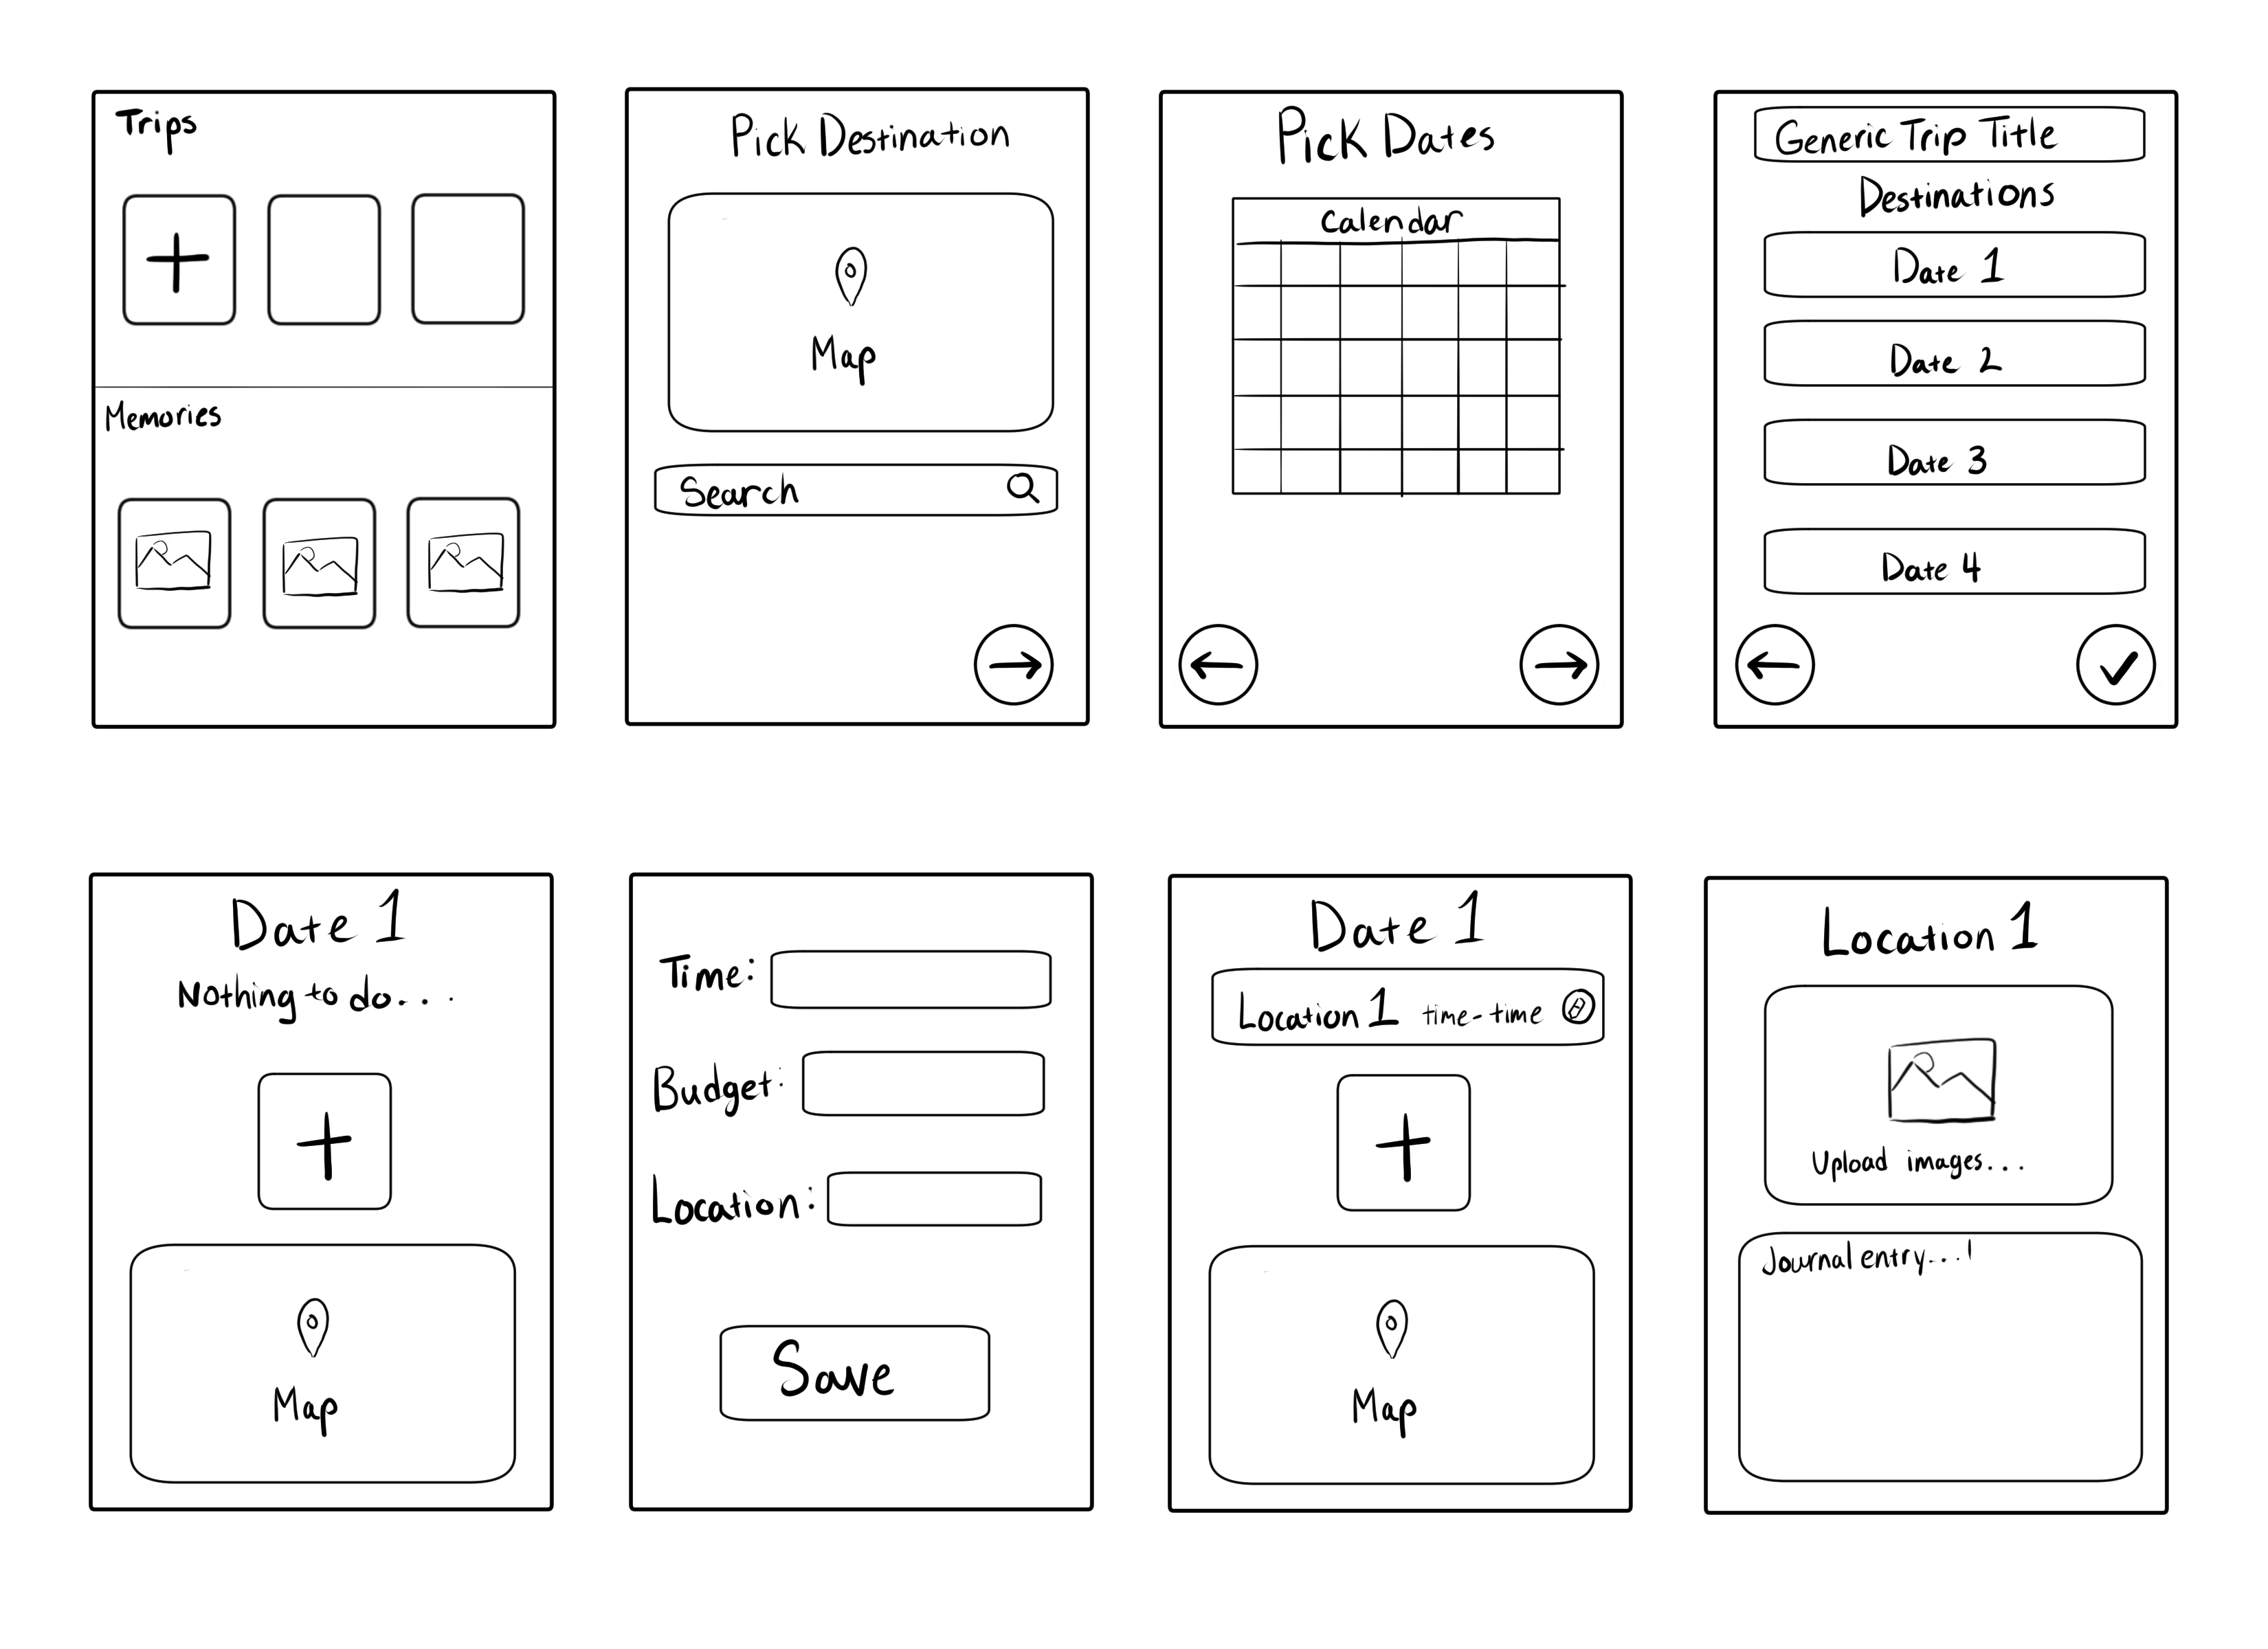 Trips
Memories
Pick Destination
Map
Search
Pick Dates
Calendar
Generic Trip Title
Destinations
Date 1
Date 2
Date 3
Date 4
Date 1
Nothing to do...
Map
Time:
Budget:
Location:
Save
Date 1
Location 1 time-time
Map
Location 1
Upload images...
Journal entry...|